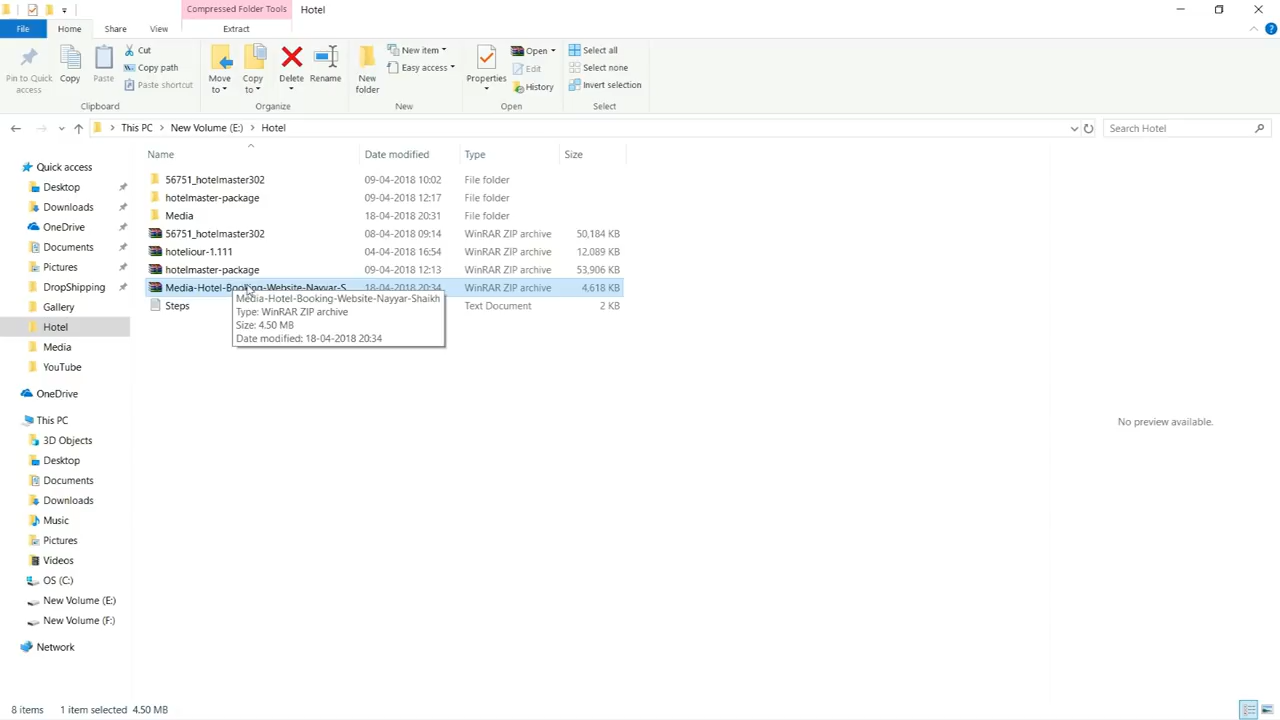 Compressed Folder Tools
Hotel
File
Home
Share
View
Extract
Pin to Quick access
Copy
Paste
Cut
Copy path
Paste shortcut
Clipboard
Move to
Copy to
Delete
Rename
Organize
New folder
New item
Easy access
New
Properties
Open
Edit
History
Open
Select all
Select none
Invert selection
Select
This PC > New Volume (E:) > Hotel
Search Hotel
Name Date modified Type Size
56751_hotelmaster302 09-04-2018 10:02 File folder
hotelmaster-package 09-04-2018 12:17 File folder
Media 18-04-2018 20:31 File folder
56751_hotelmaster302 08-04-2018 09:14 WinRAR ZIP archive 50,184 KB
hoteliour-1.111 04-04-2018 16:54 WinRAR ZIP archive 12,089 KB
hotelmaster-package 09-04-2018 12:13 WinRAR ZIP archive 53,906 KB
Media-Hotel-Booking-Website-Nayyar-S... 18-04-2018 20:34 WinRAR ZIP archive 4,618 KB
Steps Text Document 2 KB
Media-Hotel-Booking-Website-Nayyar-Shaikh
Type: WinRAR ZIP archive
Size: 4.50 MB
Date modified: 18-04-2018 20:34
Quick access
Desktop
Downloads
OneDrive
Documents
Pictures
DropShipping
Gallery
Hotel
Media
YouTube
OneDrive
This PC
3D Objects
Desktop
Documents
Downloads
Music
Pictures
Videos
OS (C:)
New Volume (E:)
New Volume (F:)
Network
No preview available.
8 items 1 item selected 4.50 MB